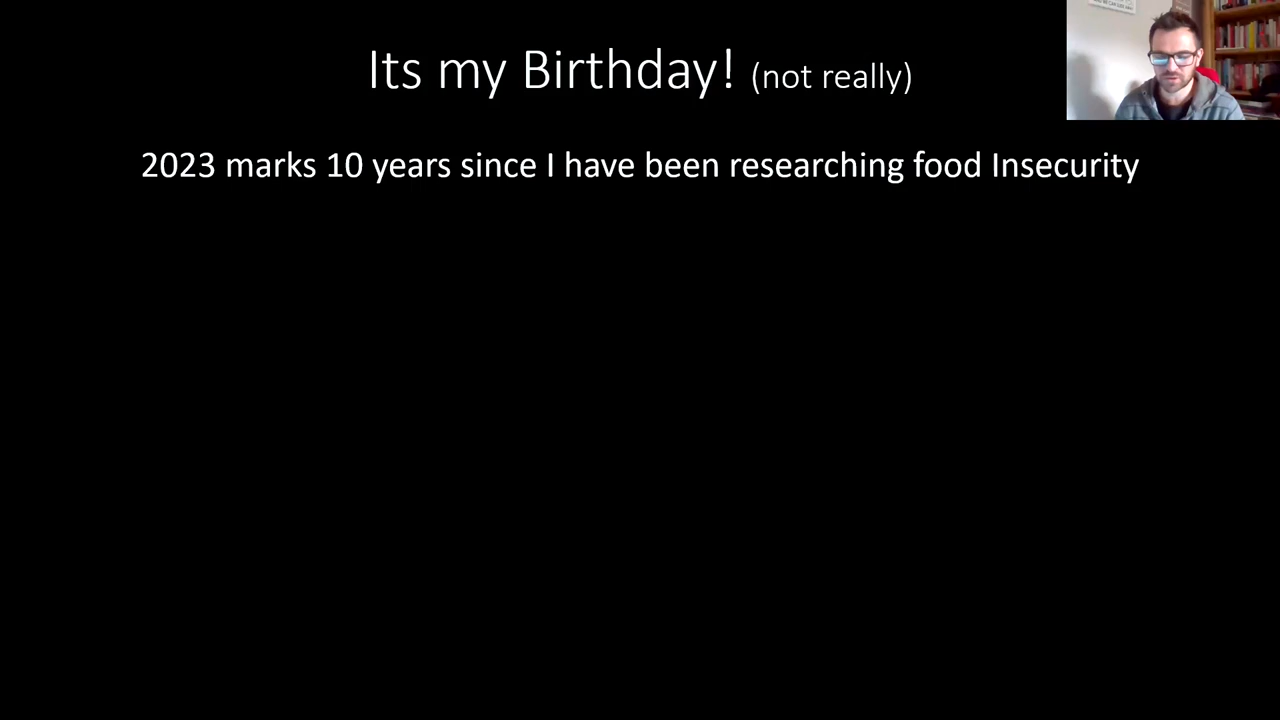 Its my Birthday! (not really)
2023 marks 10 years since I have been researching food Insecurity